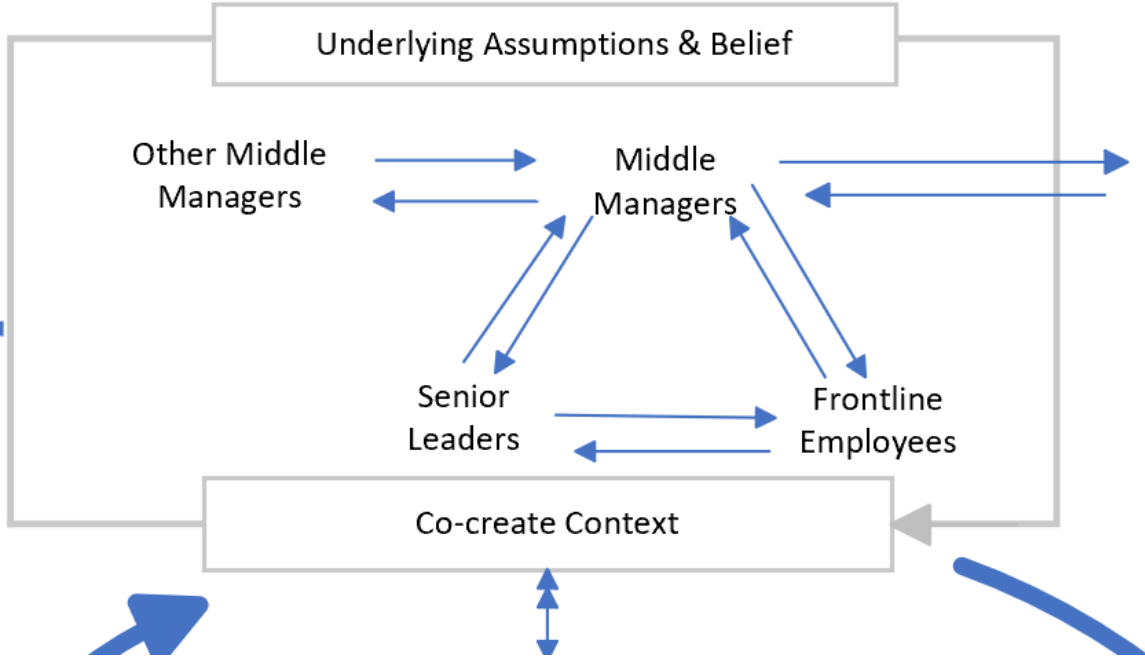 Underlying Assumptions & Belief
Other Middle
Managers
Middle
Managers
Senior
Leaders
Frontline
Employees
Co-create Context